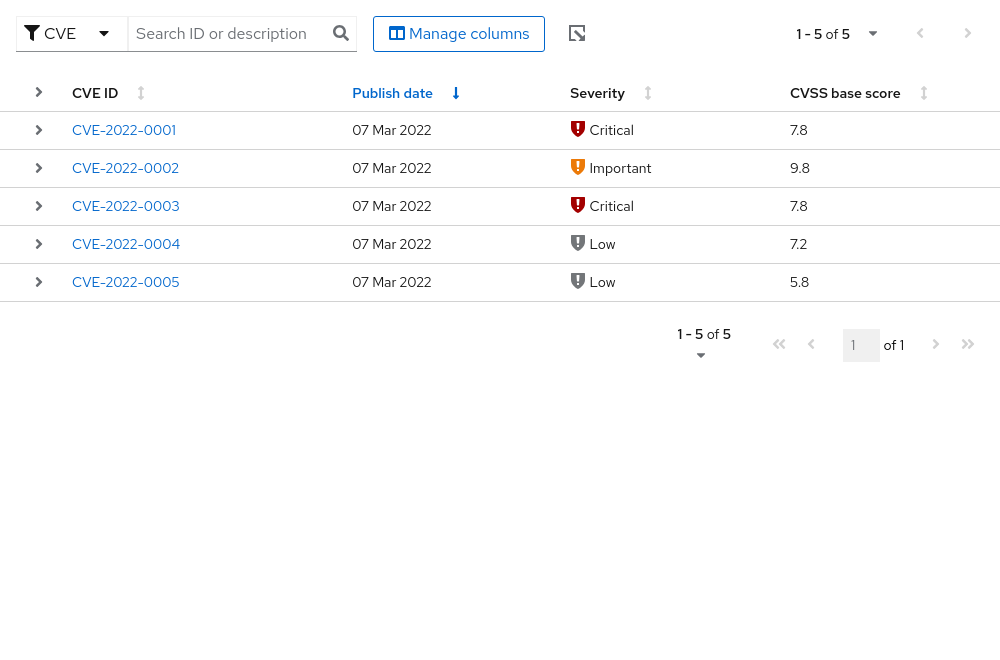 CVE Search ID or description Manage columns 1 - 5 of 5
CVE ID Publish date Severity CVSS base score
CVE-2022-0001 07 Mar 2022 Critical 7.8
CVE-2022-0002 07 Mar 2022 Important 9.8
CVE-2022-0003 07 Mar 2022 Critical 7.8
CVE-2022-0004 07 Mar 2022 Low 7.2
CVE-2022-0005 07 Mar 2022 Low 5.8
1 - 5 of 5
1 of 1